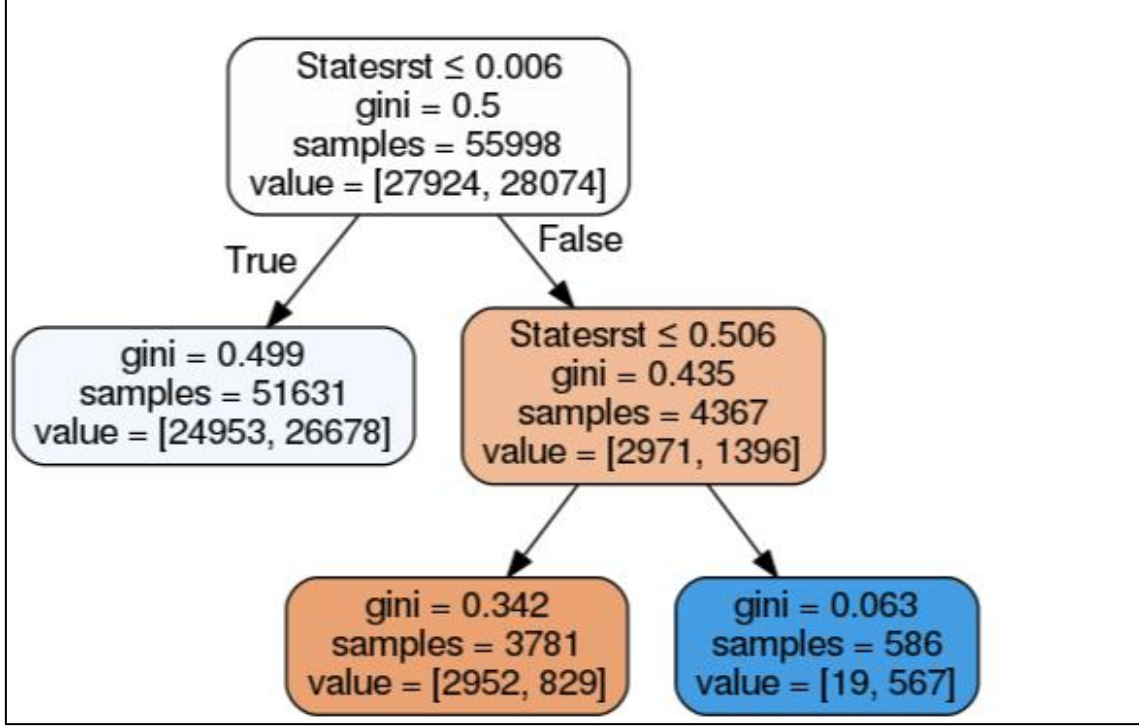 Statesrst ≤ 0.006
gini = 0.5
samples = 55998
value = [27924, 28074]
True
False
gini = 0.499
samples = 51631
value = [24953, 26678]
Statesrst ≤ 0.506
gini = 0.435
samples = 4367
value = [2971, 1396]
gini = 0.342
samples = 3781
value = [2952, 829]
gini = 0.063
samples = 586
value = [19, 567]